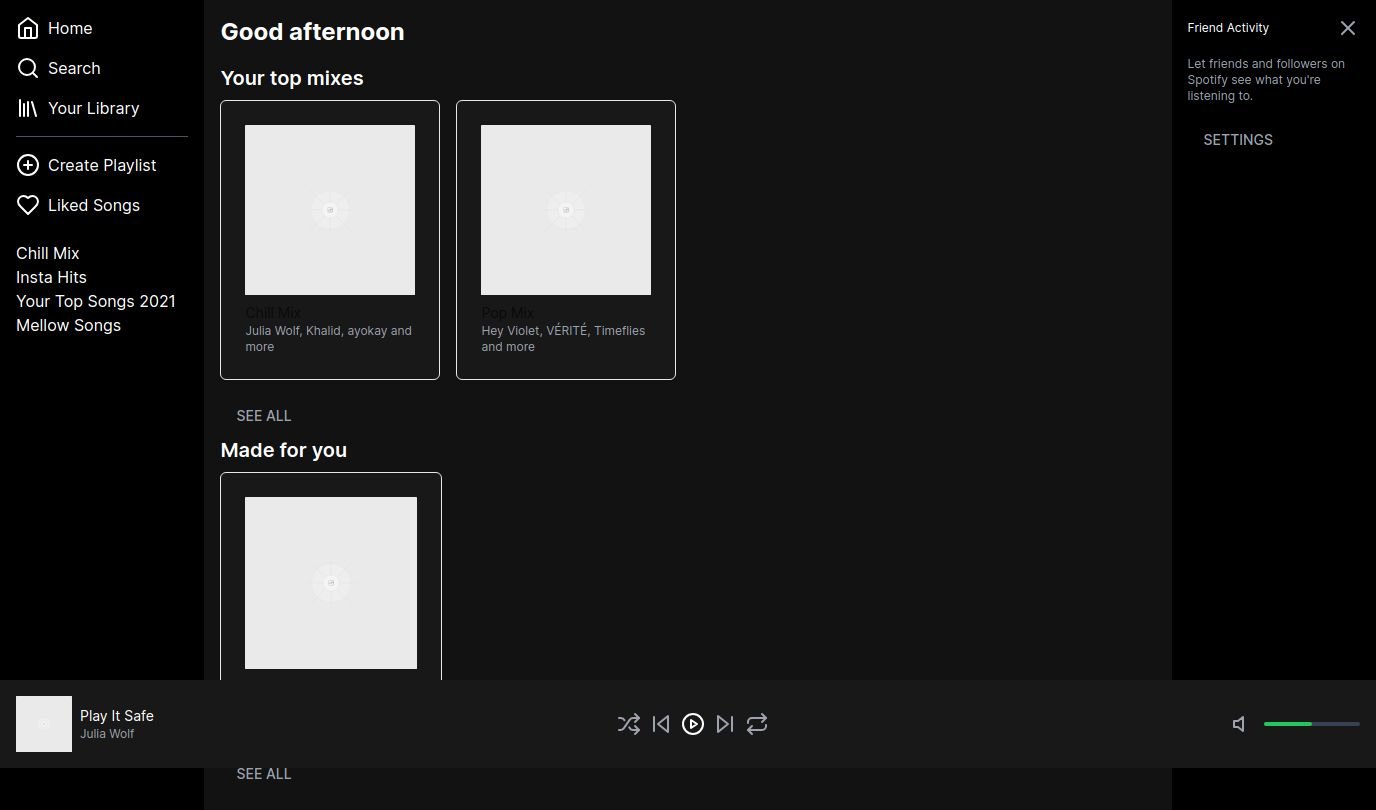 Home
Search
Your Library
Create Playlist
Liked Songs
Chill Mix
Insta Hits
Your Top Songs 2021
Mellow Songs
Good afternoon
Your top mixes
Chill Mix
Julia Wolf, Khalid, ayokay and
more
Pop Mix
Hey Violet, VÉRITÉ, Timeflies
and more
SEE ALL
Made for you
SEE ALL
Friend Activity
Let friends and followers on
Spotify see what you're
listening to.
SETTINGS
Play It Safe
Julia Wolf